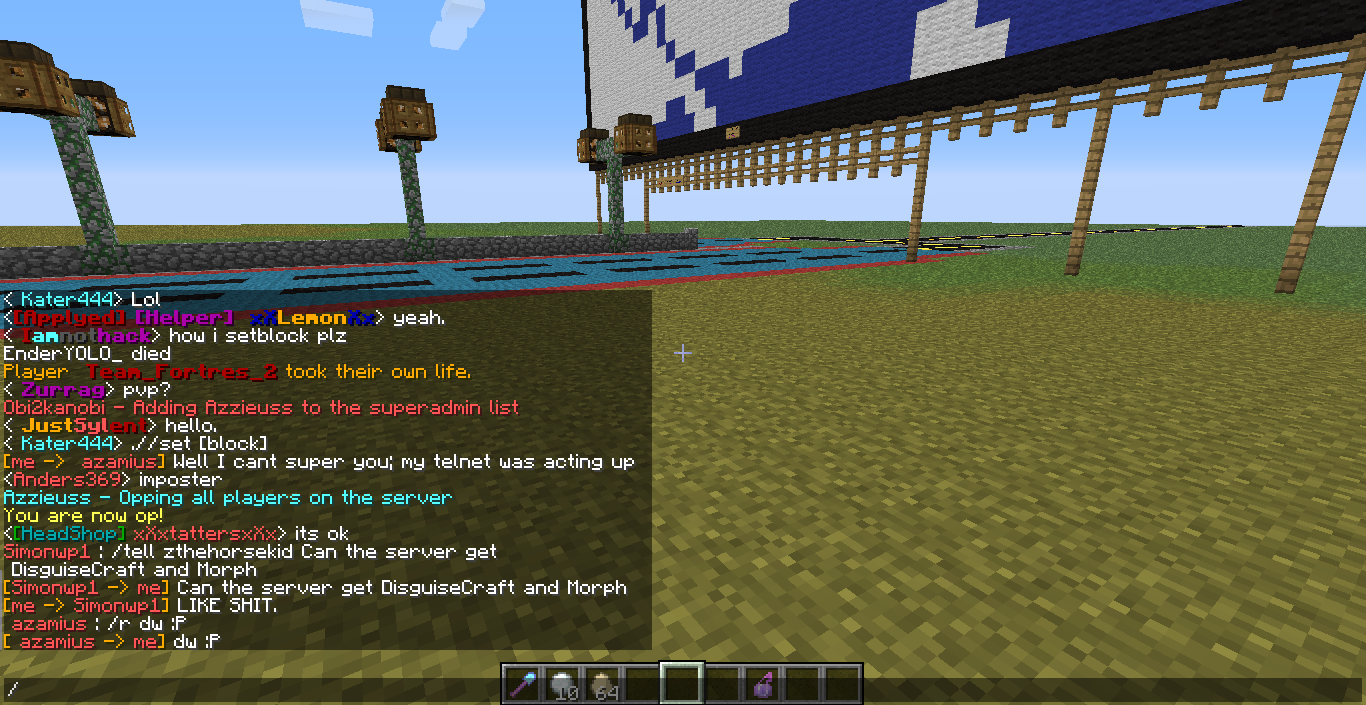 < Kater444> Lol
<[Applyed] [Helper] xXLemonXx> yeah.
< [amnothack> how i setblock plz
EnderYOLO_ died
Player Team_Fortres_2 took their own life.
< Zurrag> pvp?
Obi2kanobi - Adding Azzieuss to the superadmin list
< JustSylent> hello.
< Kater444> .//set [block]
[me -> azamius] Well I cant super you; my telnet was acting up
<Anders369> imposter
Azzieuss - Opping all players on the server
You are now op!
<[HeadShop] xXxtattersxXx> its ok
Simonwp1 : /tell zthehorsekid Can the server get
DisguiseCraft and Morph
[Simonwp1 -> me] Can the server get DisguiseCraft and Morph
[me -> Simonwp1] LIKE SHIT.
azamius : /r dw :P
[ azamius -> me] dw :P
10 64
/